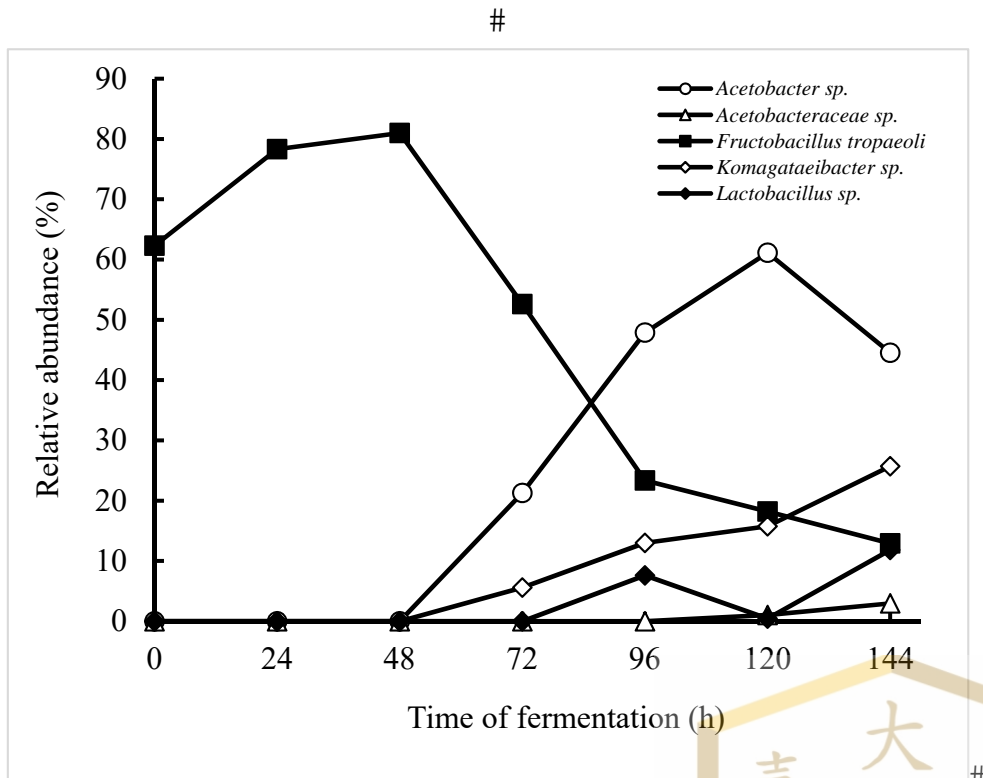 #
90
80
70
60
50
40
30
20
10
0
Relative abundance (%)
Acetobacter sp.
Acetobacteraceae sp.
Fructobacillus tropaeoli
Komagataeibacter sp.
Lactobacillus sp.
0 24 48 72 96 120 144
Time of fermentation (h)
大
#